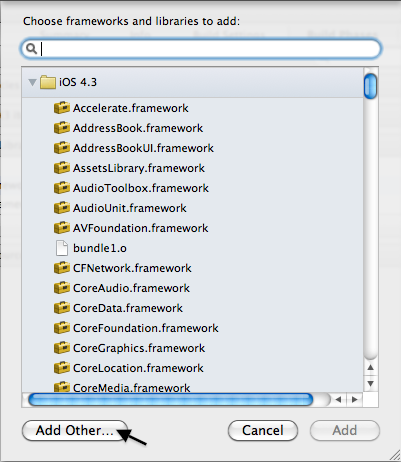 Choose frameworks and libraries to add:
iOS 4.3
Accelerate.framework
AddressBook.framework
AddressBookUI.framework
AssetsLibrary.framework
AudioToolbox.framework
AudioUnit.framework
AVFoundation.framework
bundle1.o
CFNetwork.framework
CoreAudio.framework
CoreData.framework
CoreFoundation.framework
CoreGraphics.framework
CoreLocation.framework
CoreMedia.framework
Add Other... Cancel Add